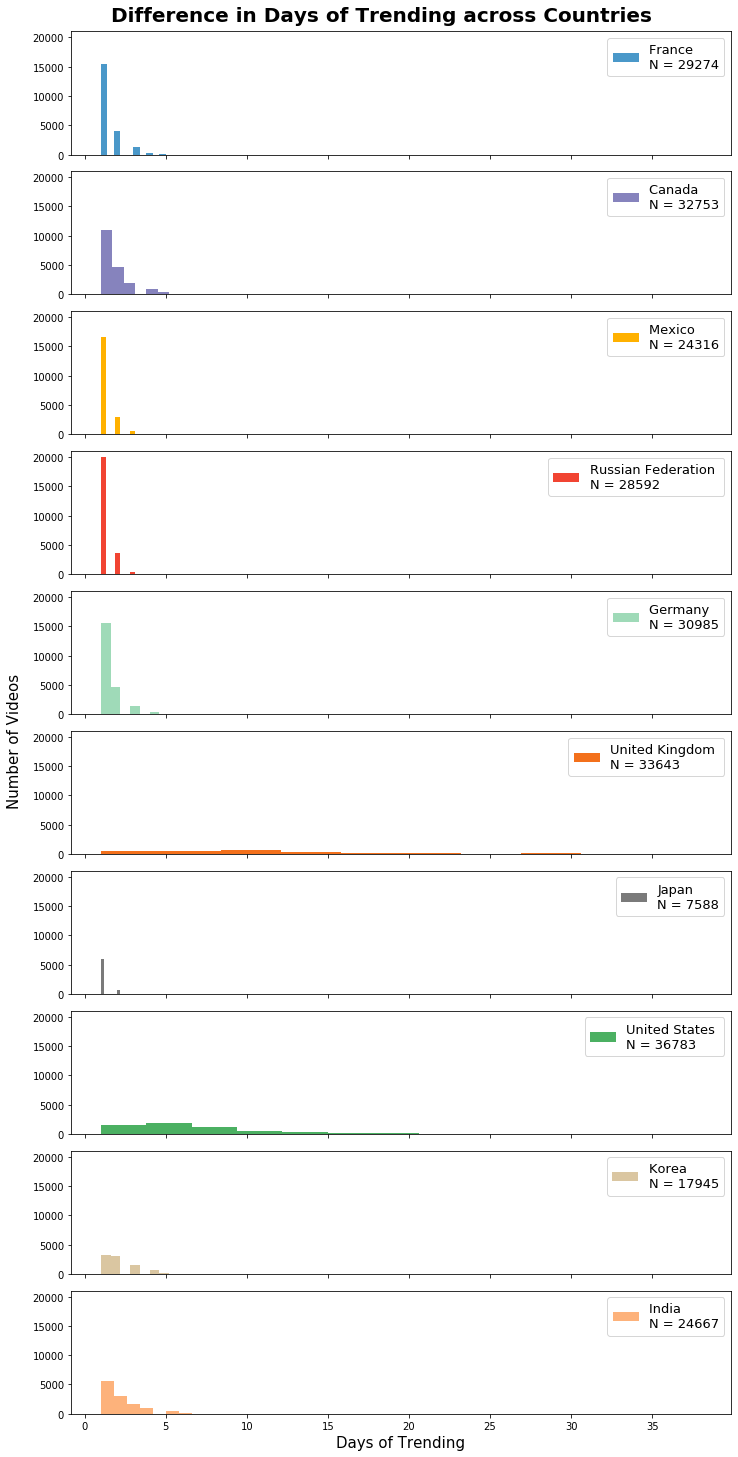 Difference in Days of Trending across Countries
20000
15000
10000
5000
0
France
N = 29274
20000
15000
10000
5000
0
Canada
N = 32753
20000
15000
10000
5000
0
Mexico
N = 24316
20000
15000
10000
5000
0
Russian Federation
N = 28592
20000
15000
10000
5000
0
Germany
N = 30985
Number of Videos
20000
15000
10000
5000
0
United Kingdom
N = 33643
20000
15000
10000
5000
0
Japan
N = 7588
20000
15000
10000
5000
0
United States
N = 36783
20000
15000
10000
5000
0
Korea
N = 17945
20000
15000
10000
5000
0
India
N = 24667
0 5 10 15 20 25 30 35
Days of Trending